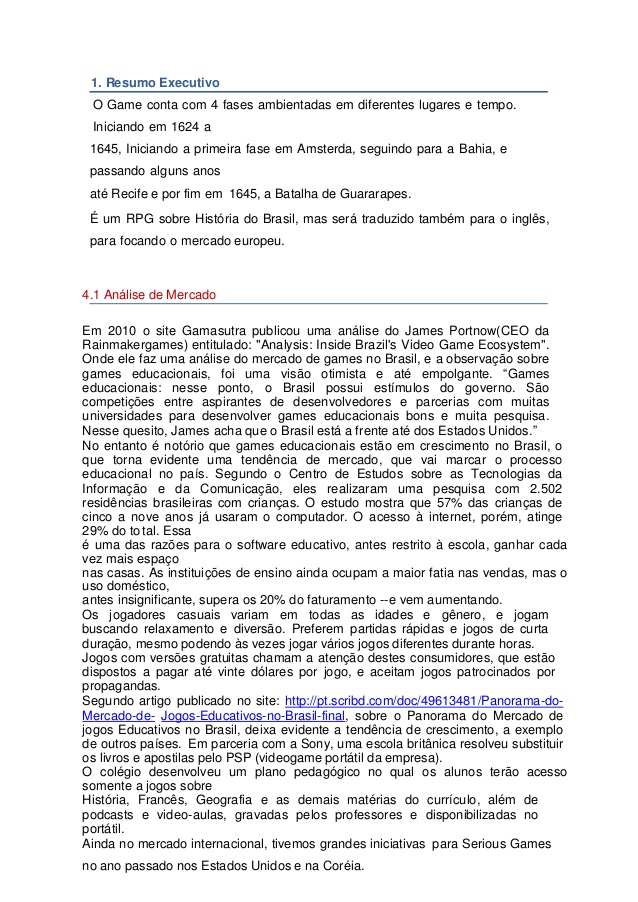 1. Resumo Executivo
O Game conta com 4 fases ambientadas em diferentes lugares e tempo.
Iniciando em 1624 a
1645, Iniciando a primeira fase em Amsterda, seguindo para a Bahia, e
passando alguns anos
até Recife e por fim em 1645, a Batalha de Guararapes.
É um RPG sobre História do Brasil, mas será traduzido também para o inglês,
para focando o mercado europeu.
4.1 Análise de Mercado
Em 2010 o site Gamasutra publicou uma análise do James Portnow(CEO da
Rainmakergames) entitulado: "Analysis: Inside Brazil's Video Game Ecosystem".
Onde ele faz uma análise do mercado de games no Brasil, e a observação sobre
games educacionais, foi uma visão otimista e até empolgante. “Games
educacionais: nesse ponto, o Brasil possui estímulos do governo. São
competições entre aspirantes de desenvolvedores e parcerias com muitas
universidades para desenvolver games educacionais bons e muita pesquisa.
Nesse quesito, James acha que o Brasil está a frente até dos Estados Unidos.”
No entanto é notório que games educacionais estão em crescimento no Brasil, o
que torna evidente uma tendência de mercado, que vai marcar o processo
educacional no país. Segundo o Centro de Estudos sobre as Tecnologias da
Informação e da Comunicação, eles realizaram uma pesquisa com 2.502
residências brasileiras com crianças. O estudo mostra que 57% das crianças de
cinco a nove anos já usaram o computador. O acesso à internet, porém, atinge
29% do total. Essa
é uma das razões para o software educativo, antes restrito à escola, ganhar cada
vez mais espaço
nas casas. As instituições de ensino ainda ocupam a maior fatia nas vendas, mas o
uso doméstico,
antes insignificante, supera os 20% do faturamento --e vem aumentando.
Os jogadores casuais variam em todas as idades e gênero, e jogam
buscando relaxamento e diversão. Preferem partidas rápidas e jogos de curta
duração, mesmo podendo às vezes jogar vários jogos diferentes durante horas.
Jogos com versões gratuitas chamam a atenção destes consumidores, que estão
dispostos a pagar até vinte dólares por jogo, e aceitam jogos patrocinados por
propagandas.
Segundo artigo publicado no site: http://pt.scribd.com/doc/49613481/Panorama-do-
Mercado-de- Jogos-Educativos-no-Brasil-final, sobre o Panorama do Mercado de
jogos Educativos no Brasil, deixa evidente a tendência de crescimento, a exemplo
de outros países. Em parceria com a Sony, uma escola britânica resolveu substituir
os livros e apostilas pelo PSP (videogame portátil da empresa).
O colégio desenvolveu um plano pedagógico no qual os alunos terão acesso
somente a jogos sobre
História, Francês, Geografia e as demais matérias do currículo, além de
podcasts e video-aulas, gravadas pelos professores e disponibilizadas no
portátil.
Ainda no mercado internacional, tivemos grandes iniciativas para Serious Games
no ano passado nos Estados Unidos e na Coréia.